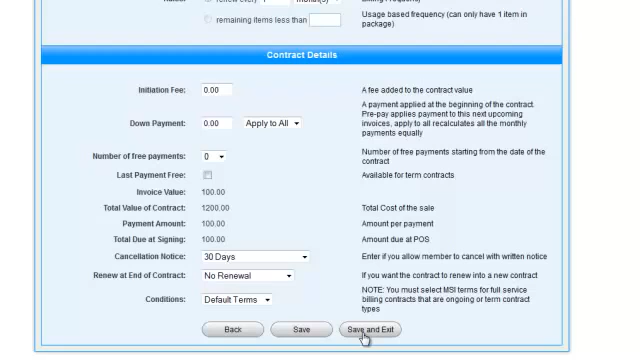 renew every 1 month(s)
Billing Frequency)
remaining items less than
Usage based frequency (can only have 1 item in
package)
Contract Details
Initiation Fee: 0.00 A fee added to the contract value
A payment applied at the beginning of the contract.
Pre-pay applies payment to this next upcoming
Down Payment: 0.00 Apply to All invoices, apply to all recalculates all the monthly
payments equally
Number of free payments: 0 Number of free payments starting from the date of the
contract
Last Payment Free: Available for term contracts
Invoice Value: 100.00
Total Value of Contract: 1200.00 Total Cost of the sale
Payment Amount: 100.00 Amount per payment
Total Due at Signing: 100.00 Amount due at POS
Cancellation Notice: 30 Days Enter if you allow member to cancel with written notice
Renew at End of Contract: No Renewal If you want the contract to renew into a new contract
NOTE: You must select MSI terms for full service
Conditions: Default Terms billing contracts that are ongoing or term contract
types
Back Save Save and Exit